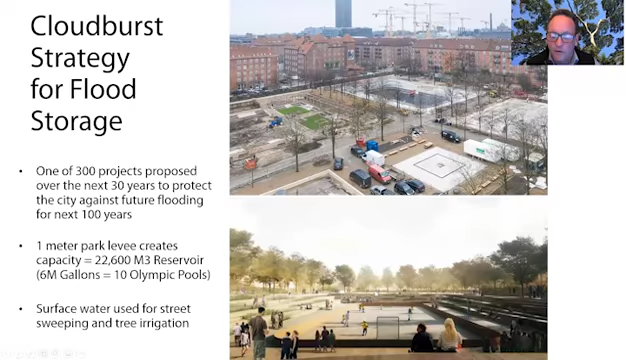 Cloudburst
Strategy
for Flood
Storage
• One of 300 projects proposed
over the next 30 years to protect
the city against future flooding
for next 100 years
• 1 meter park levee creates
capacity = 22,600 M3 Reservoir
(6M Gallons = 10 Olympic Pools)
• Surface water used for street
sweeping and tree irrigation